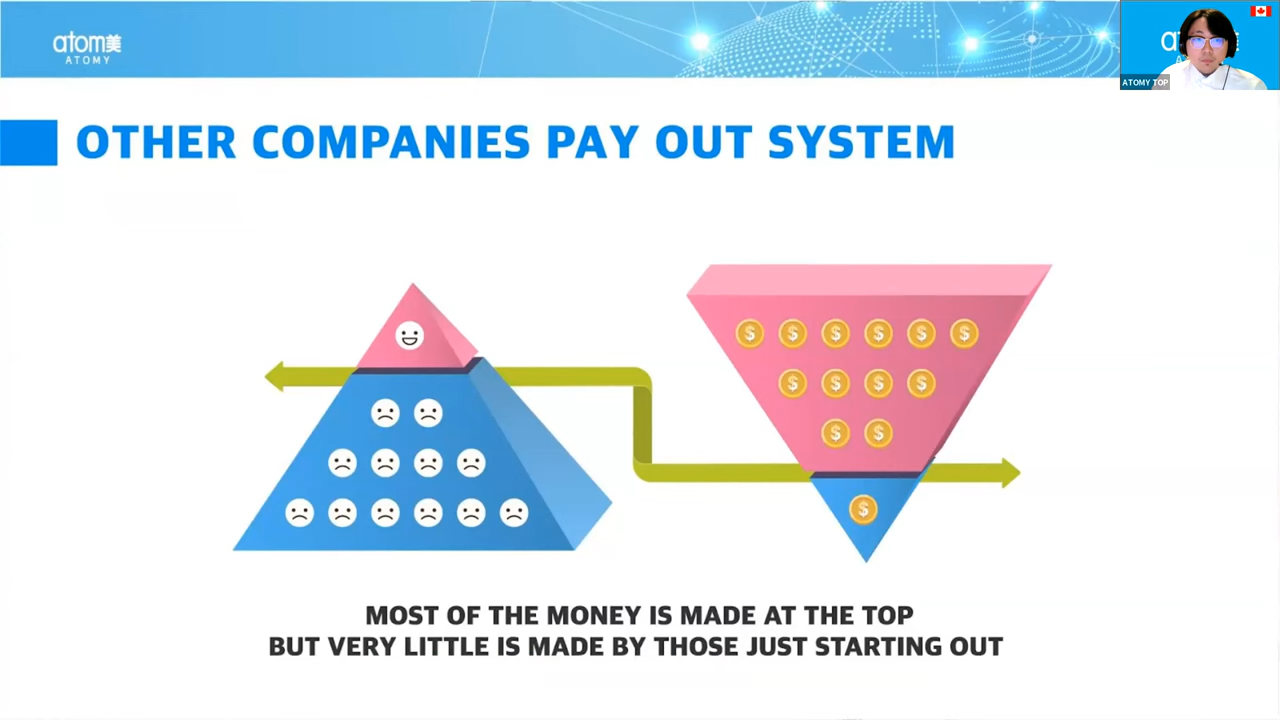 atom美
ATOMY
ATOMY TOP
OTHER COMPANIES PAY OUT SYSTEM
$ $ $ $ $ $
$ $ $ $
$ $
$
MOST OF THE MONEY IS MADE AT THE TOP
BUT VERY LITTLE IS MADE BY THOSE JUST STARTING OUT